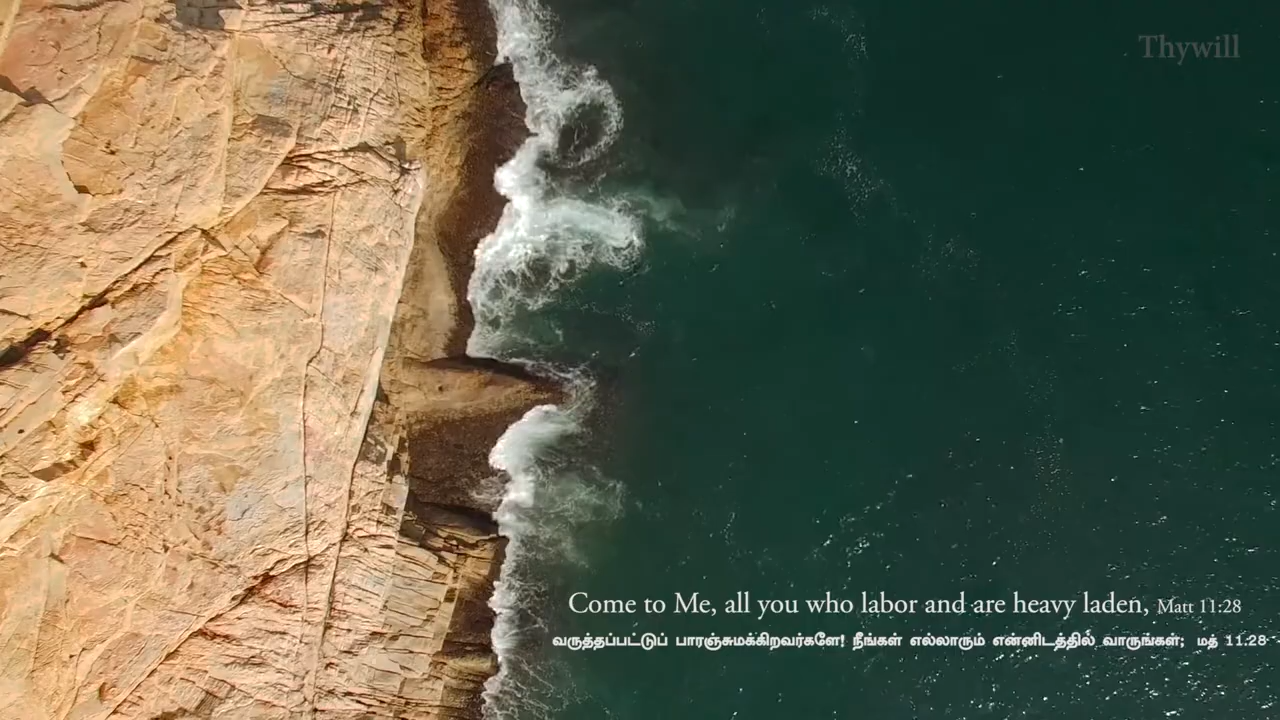 Thywill
Come to Me, all you who labor and are heavy laden, Matt 11:28
வருத்தப்பட்டுப் பாரஞ்சுமக்கிறவர்களே! நீங்கள் எல்லாரும் என்னிடத்தில் வாருங்கள்; மத் 11.28